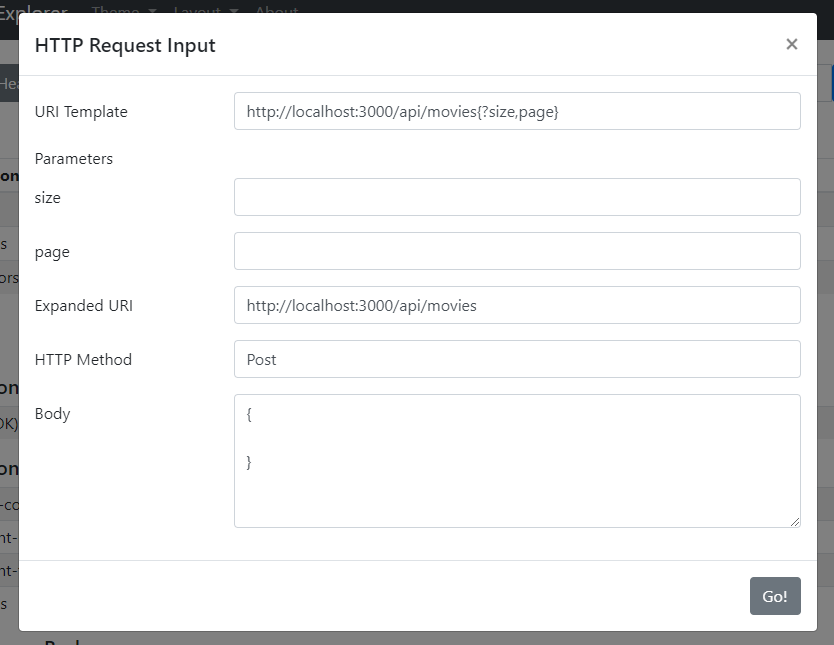 Explorer Theme Layout About
HTTP Request Input ×
URI Template http://localhost:3000/api/movies{?size,page}
Parameters
size
page
Expanded URI http://localhost:3000/api/movies
HTTP Method Post
Body {
}
Go!